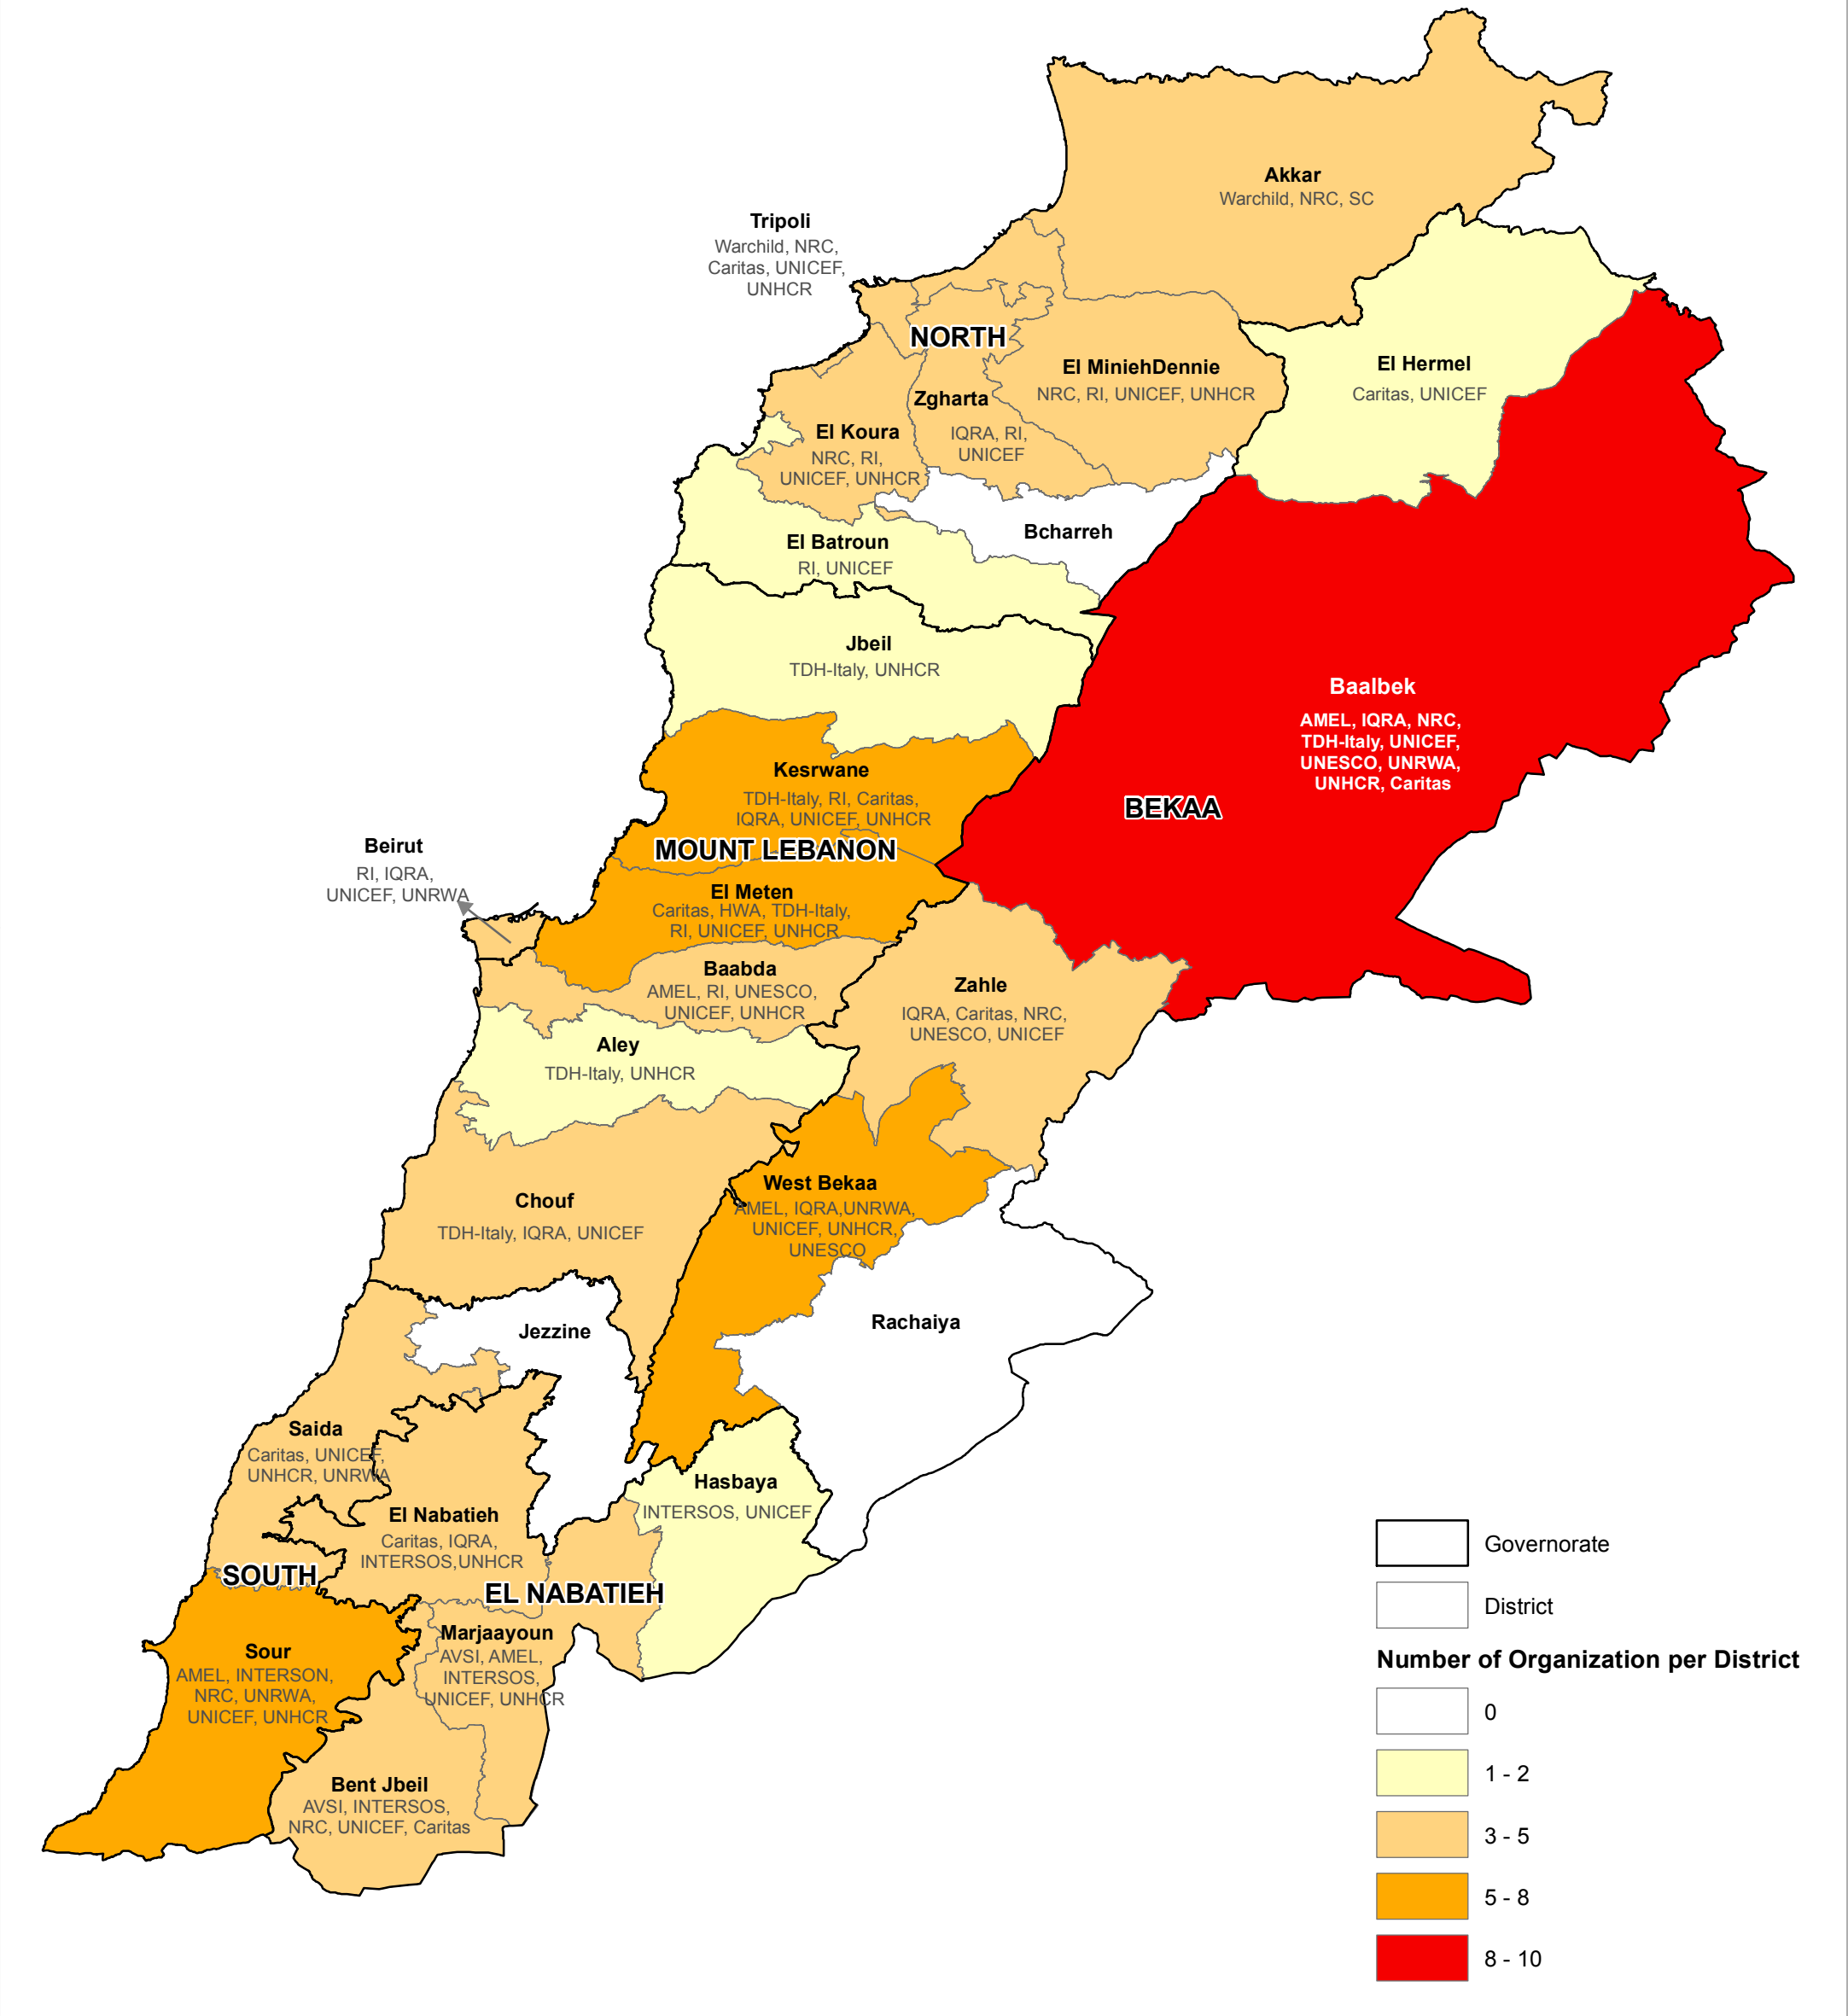 Akkar
Warchild, NRC, SC
Tripoli
Warchild, NRC,
Caritas, UNICEF,
UNHCR
NORTH
El MiniehDennie
NRC, RI, UNICEF, UNHCR
El Hermel
Caritas, UNICEF
Zgharta
IQRA, RI,
UNICEF
El Koura
NRC, RI,
UNICEF, UNHCR
Bcharreh
El Batroun
RI, UNICEF
Jbeil
TDH-Italy, UNHCR
Baalbek
AMEL, IQRA, NRC,
TDH-Italy, UNICEF,
UNESCO, UNRWA,
UNHCR, Caritas
Kesrwane
TDH-Italy, RI, Caritas,
IQRA, UNICEF, UNHCR
BEKAA
MOUNT LEBANON
Beirut
RI, IQRA,
UNICEF, UNRWA
El Meten
Caritas, HWA, TDH-Italy,
RI, UNICEF, UNHCR
Baabda
AMEL, RI, UNESCO,
UNICEF, UNHCR
Zahle
IQRA, Caritas, NRC,
UNESCO, UNICEF
Aley
TDH-Italy, UNHCR
Chouf
TDH-Italy, IQRA, UNICEF
West Bekaa
AMEL, IQRA,UNRWA,
UNICEF, UNHCR,
UNESCO
Rachaiya
Jezzine
Saida
Caritas, UNICEF,
UNHCR, UNRWA
Hasbaya
INTERSOS, UNICEF
El Nabatieh
Caritas, IQRA,
INTERSOS,UNHCR
SOUTH
EL NABATIEH
Marjaayoun
AVSI, AMEL,
INTERSOS,
UNICEF, UNHCR
Sour
AMEL, INTERSON,
NRC, UNRWA,
UNICEF, UNHCR
Bent Jbeil
AVSI, INTERSOS,
NRC, UNICEF, Caritas
Governorate
District
Number of Organization per District
0
1 - 2
3 - 5
5 - 8
8 - 10